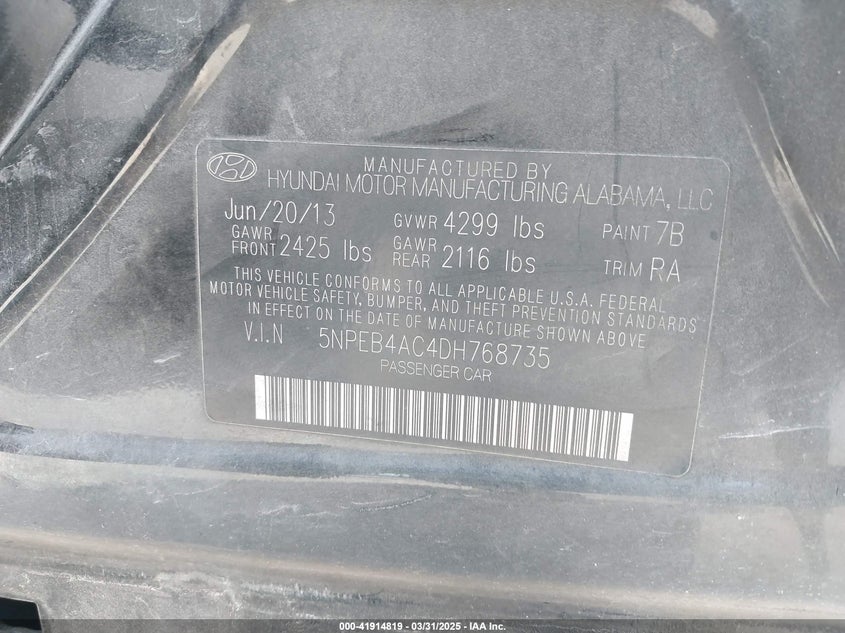 MANUFACTURED BY
HYUNDAI MOTOR MANUFACTURING ALABAMA, LLC
Jun/20/13 GVWR 4299 lbs PAINT 7B
GAWR FRONT 2425 lbs GAWR REAR 2116 lbs TRIM RA
THIS VEHICLE CONFORMS TO ALL APPLICABLE U.S.A. FEDERAL
MOTOR VEHICLE SAFETY, BUMPER, AND THEFT PREVENTION STANDARDS
IN EFFECT ON THE DATE OF MANUFACTURE SHOWN ABOVE
V.I.N 5NPEB4AC4DH768735
PASSENGER CAR
000-41914819 - 03/31/2025 - IAA Inc.